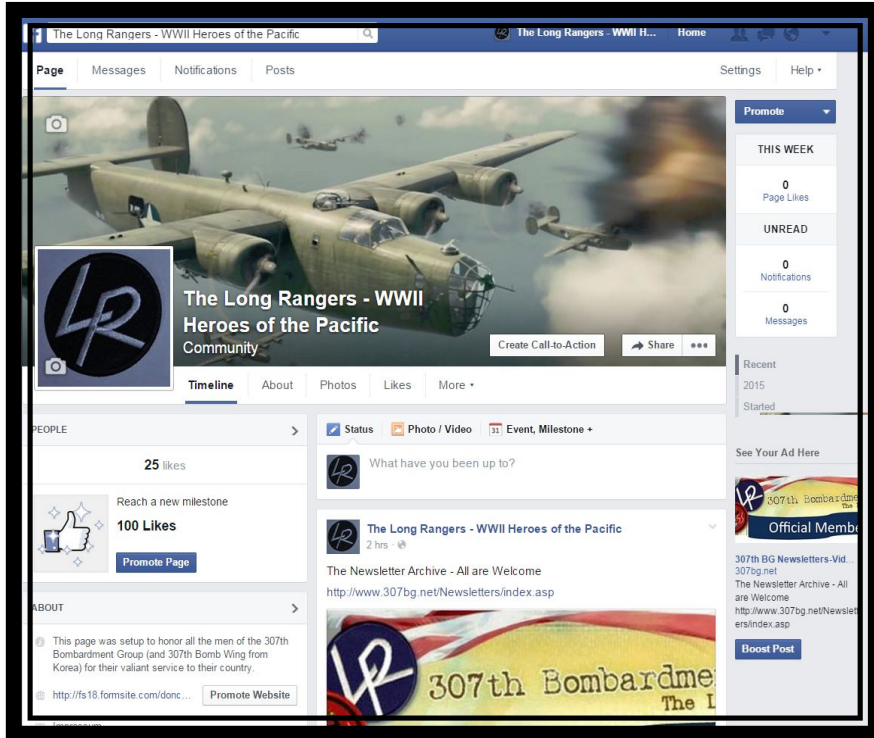 The Long Rangers - WWII Heroes of the Pacific
The Long Rangers - WWII H... Home
Page Messages Notifications Posts Settings Help
Promote
THIS WEEK
0
Page Likes
UNREAD
0
Notifications
0
Messages
Recent
2015
Started
LR
The Long Rangers - WWII
Heroes of the Pacific
Community
Create Call-to-Action Share
Timeline About Photos Likes More
PEOPLE
25 likes
Reach a new milestone
100 Likes
Promote Page
ABOUT
This page was setup to honor all the men of the 307th
Bombardment Group (and 307th Bomb Wing from
Korea) for their valiant service to their country.
http://fs18.formsite.com/donc... Promote Website
Impressum
Status Photo / Video 31 Event, Milestone +
LR What have you been up to?
LR The Long Rangers - WWII Heroes of the Pacific
2 hrs ·
The Newsletter Archive - All are Welcome
http://www.307bg.net/Newsletters/index.asp
LR 307th Bombardme
The L
See Your Ad Here
LR 307th Bombardme
The
Official Membe
307th BG Newsletters-Vid...
307bg.net
The Newsletter Archive - All
are Welcome
http://www.307bg.net/Newslett
ers/index.asp
Boost Post